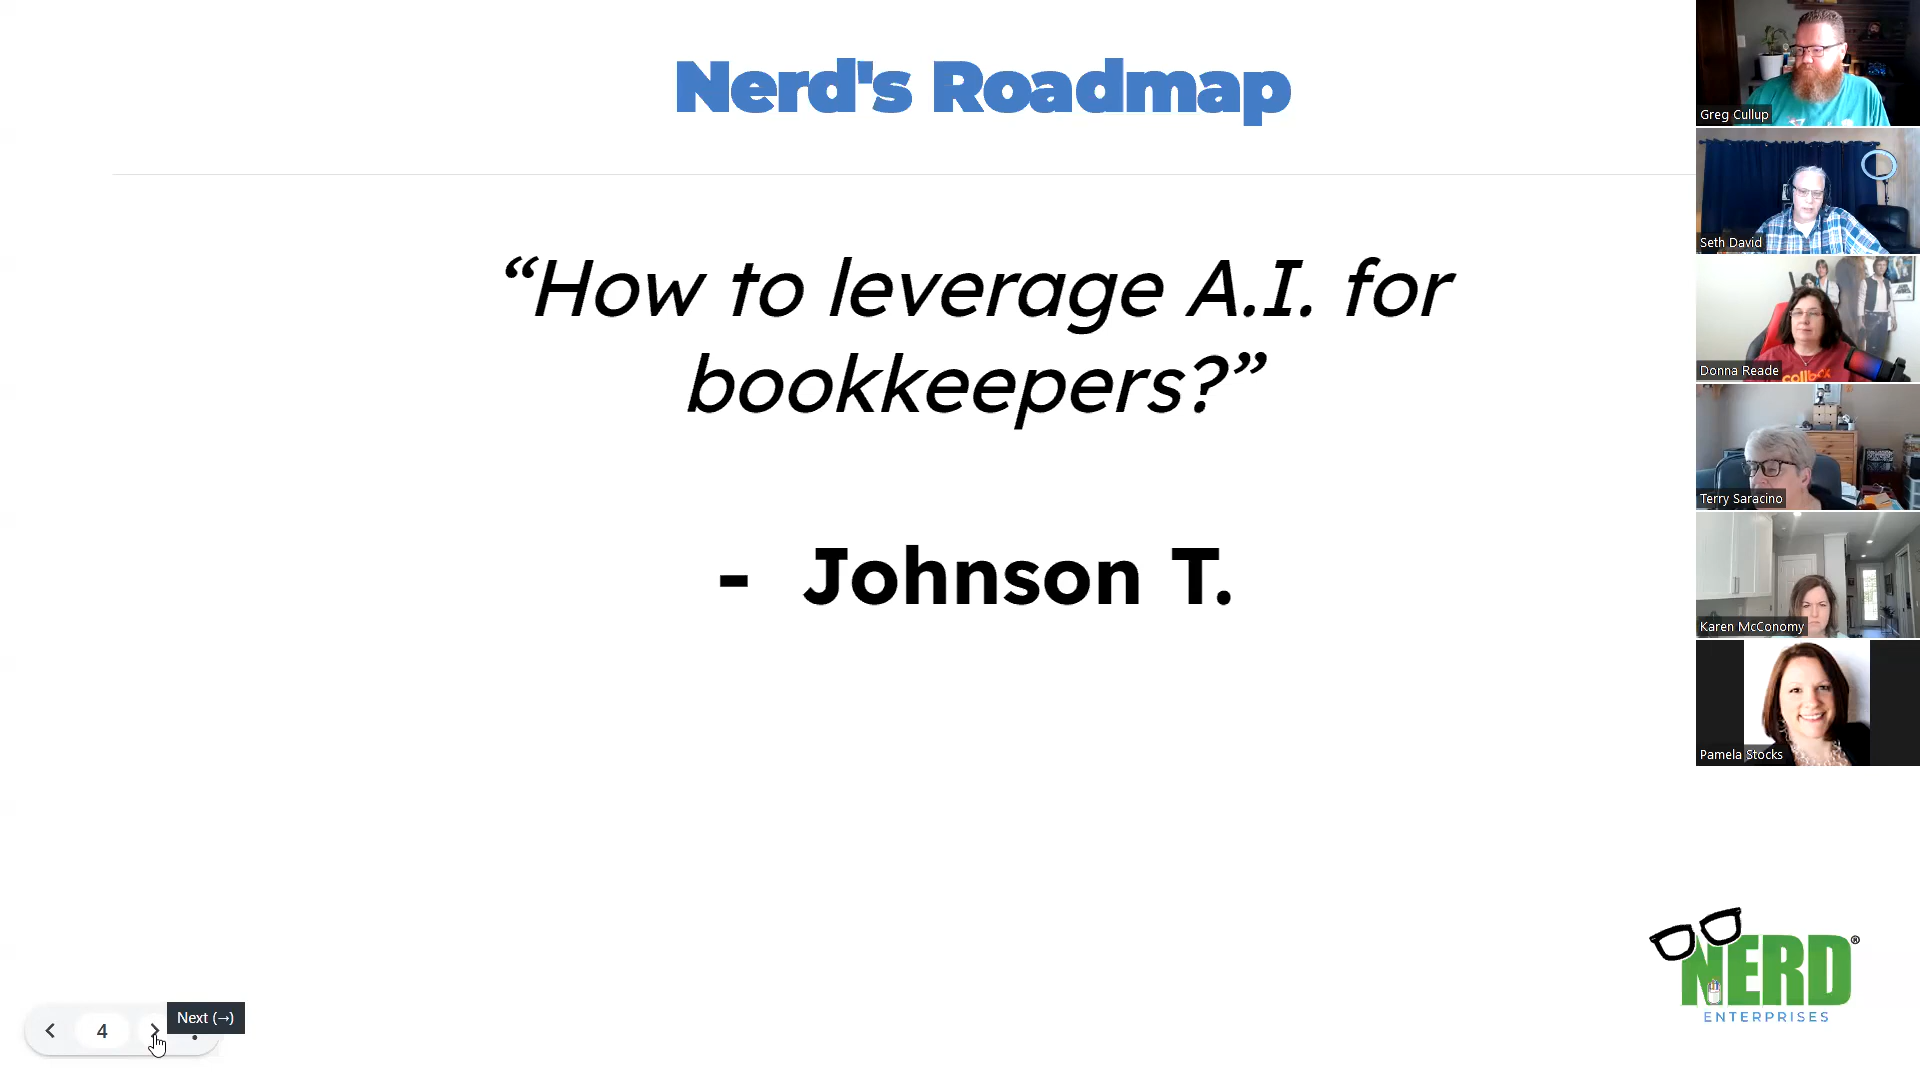 Nerd's Roadmap
“How to leverage A.I. for
bookkeepers?”
- Johnson T.
Greg Cullup
Seth David
Donna Reade
Terry Saracino
Karen McConomy
Pamela Stocks
NERD®
ENTERPRISES
4
Next (→)